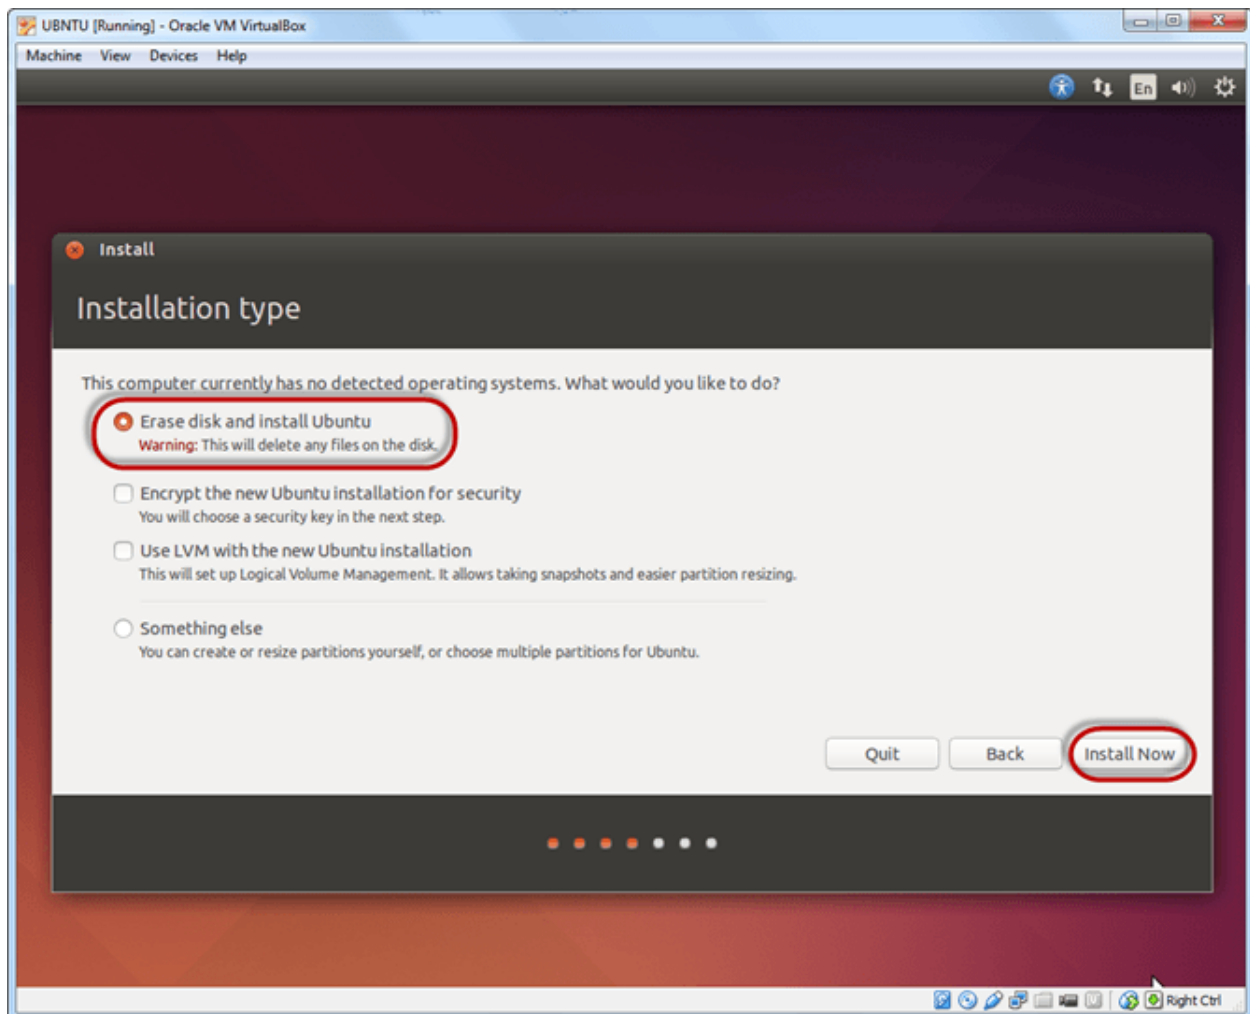 UBNTU [Running] - Oracle VM VirtualBox
Machine View Devices Help
En
Install
Installation type
This computer currently has no detected operating systems. What would you like to do?
Erase disk and install Ubuntu
Warning: This will delete any files on the disk.
Encrypt the new Ubuntu installation for security
You will choose a security key in the next step.
Use LVM with the new Ubuntu installation
This will set up Logical Volume Management. It allows taking snapshots and easier partition resizing.
Something else
You can create or resize partitions yourself, or choose multiple partitions for Ubuntu.
Quit Back Install Now
Right Ctrl